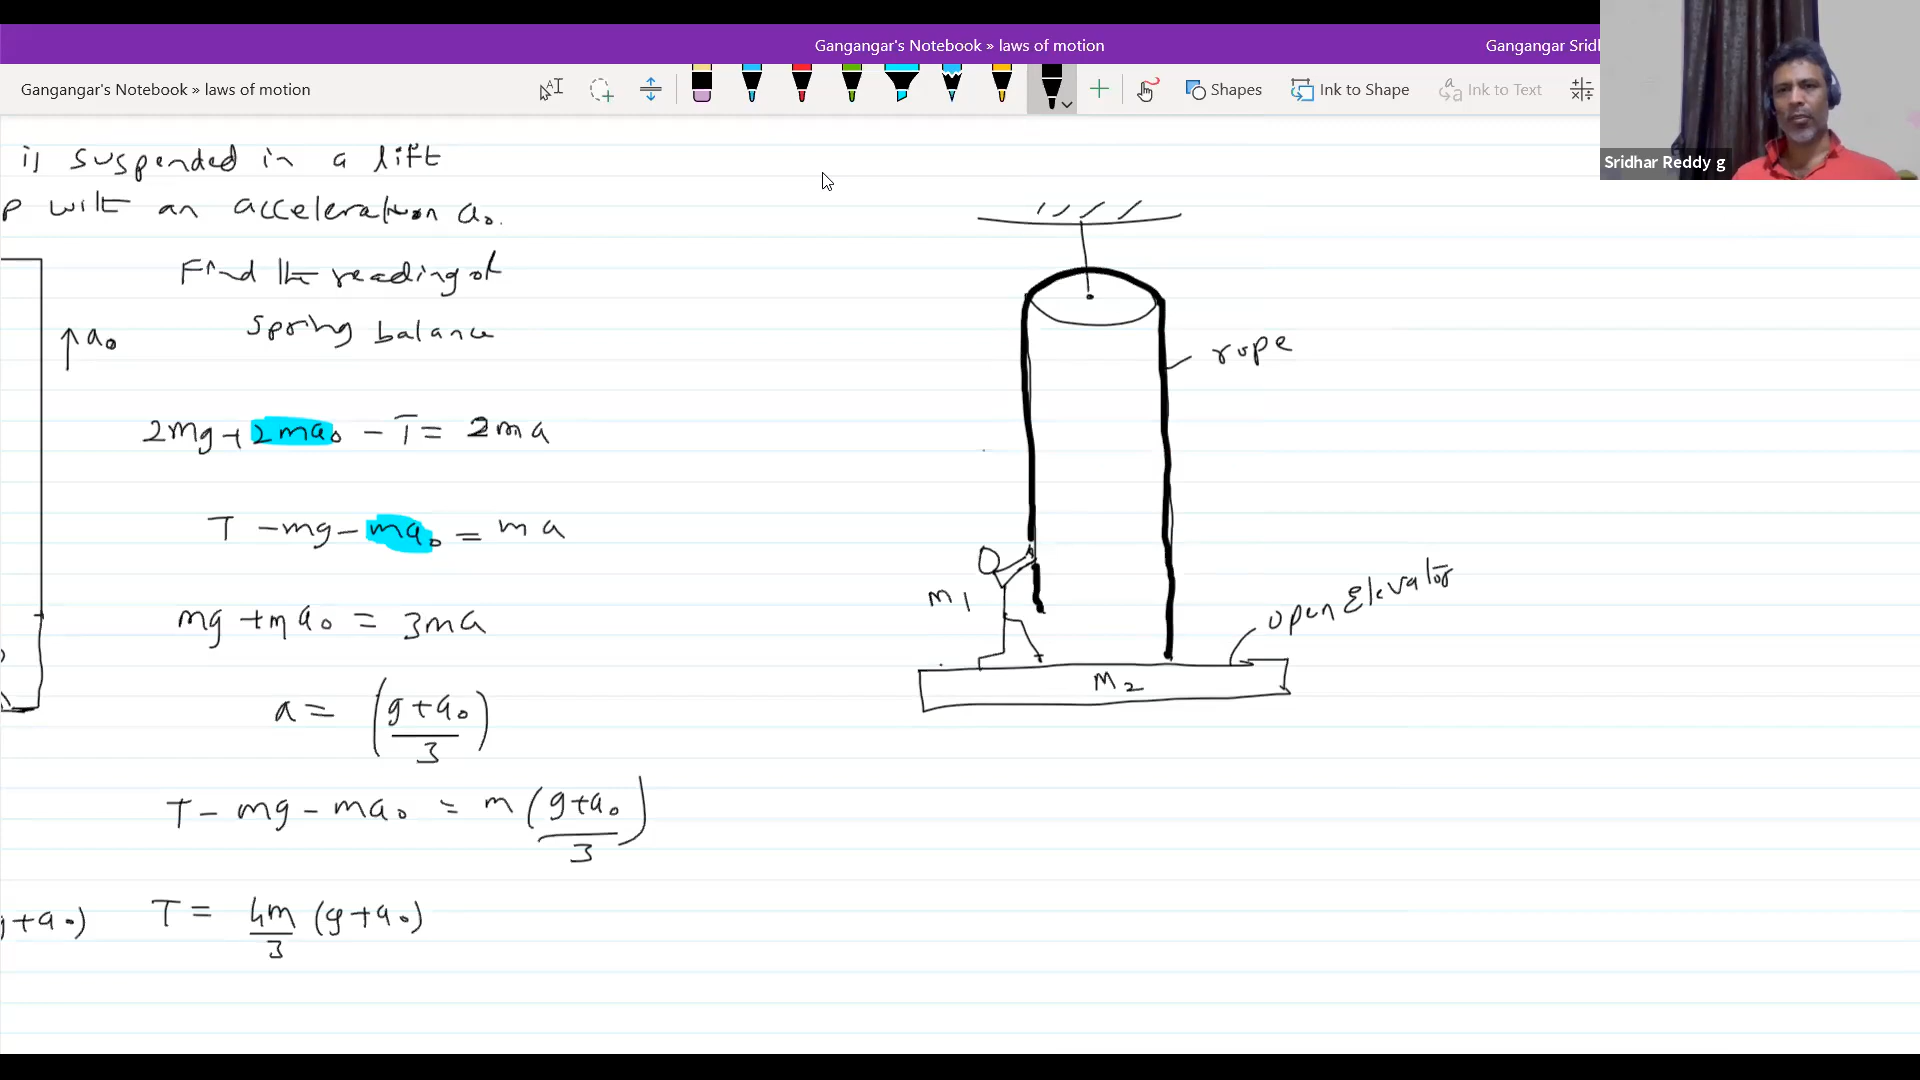 Gangangar's Notebook » laws of motion
Gangangar Sridl
Gangangar's Notebook » laws of motion
Shapes
Ink to Shape
Ink to Text
Sridhar Reddy g
is suspended in a lift
p with an acceleration a₀.
Find the reading of
spring balance
↑ a₀
2mg + 2ma₀ - T = 2ma
T - mg - ma₀ = ma
mg + ma₀ = 3ma
a = (g+a₀/3)
T - mg - ma₀ = m (g+a₀/3)
g+a₀)
T = 4m/3 (g+a₀)
rope
m₁
open Elevator
M₂